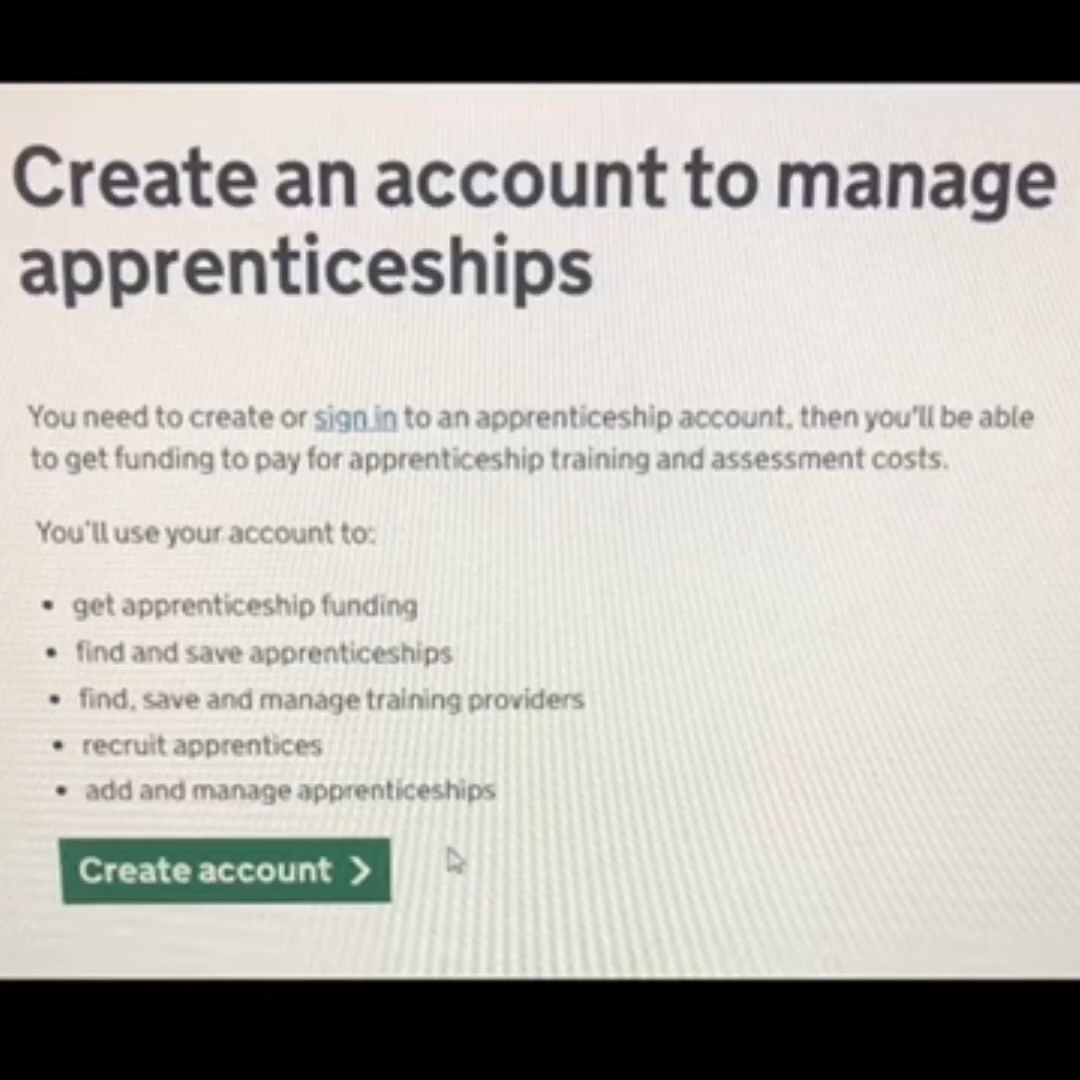 Create an account to manage
apprenticeships
You need to create or sign in to an apprenticeship account, then you'll be able
to get funding to pay for apprenticeship training and assessment costs.
You'll use your account to:
• get apprenticeship funding
• find and save apprenticeships
• find, save and manage training providers
• recruit apprentices
• add and manage apprenticeships
Create account >